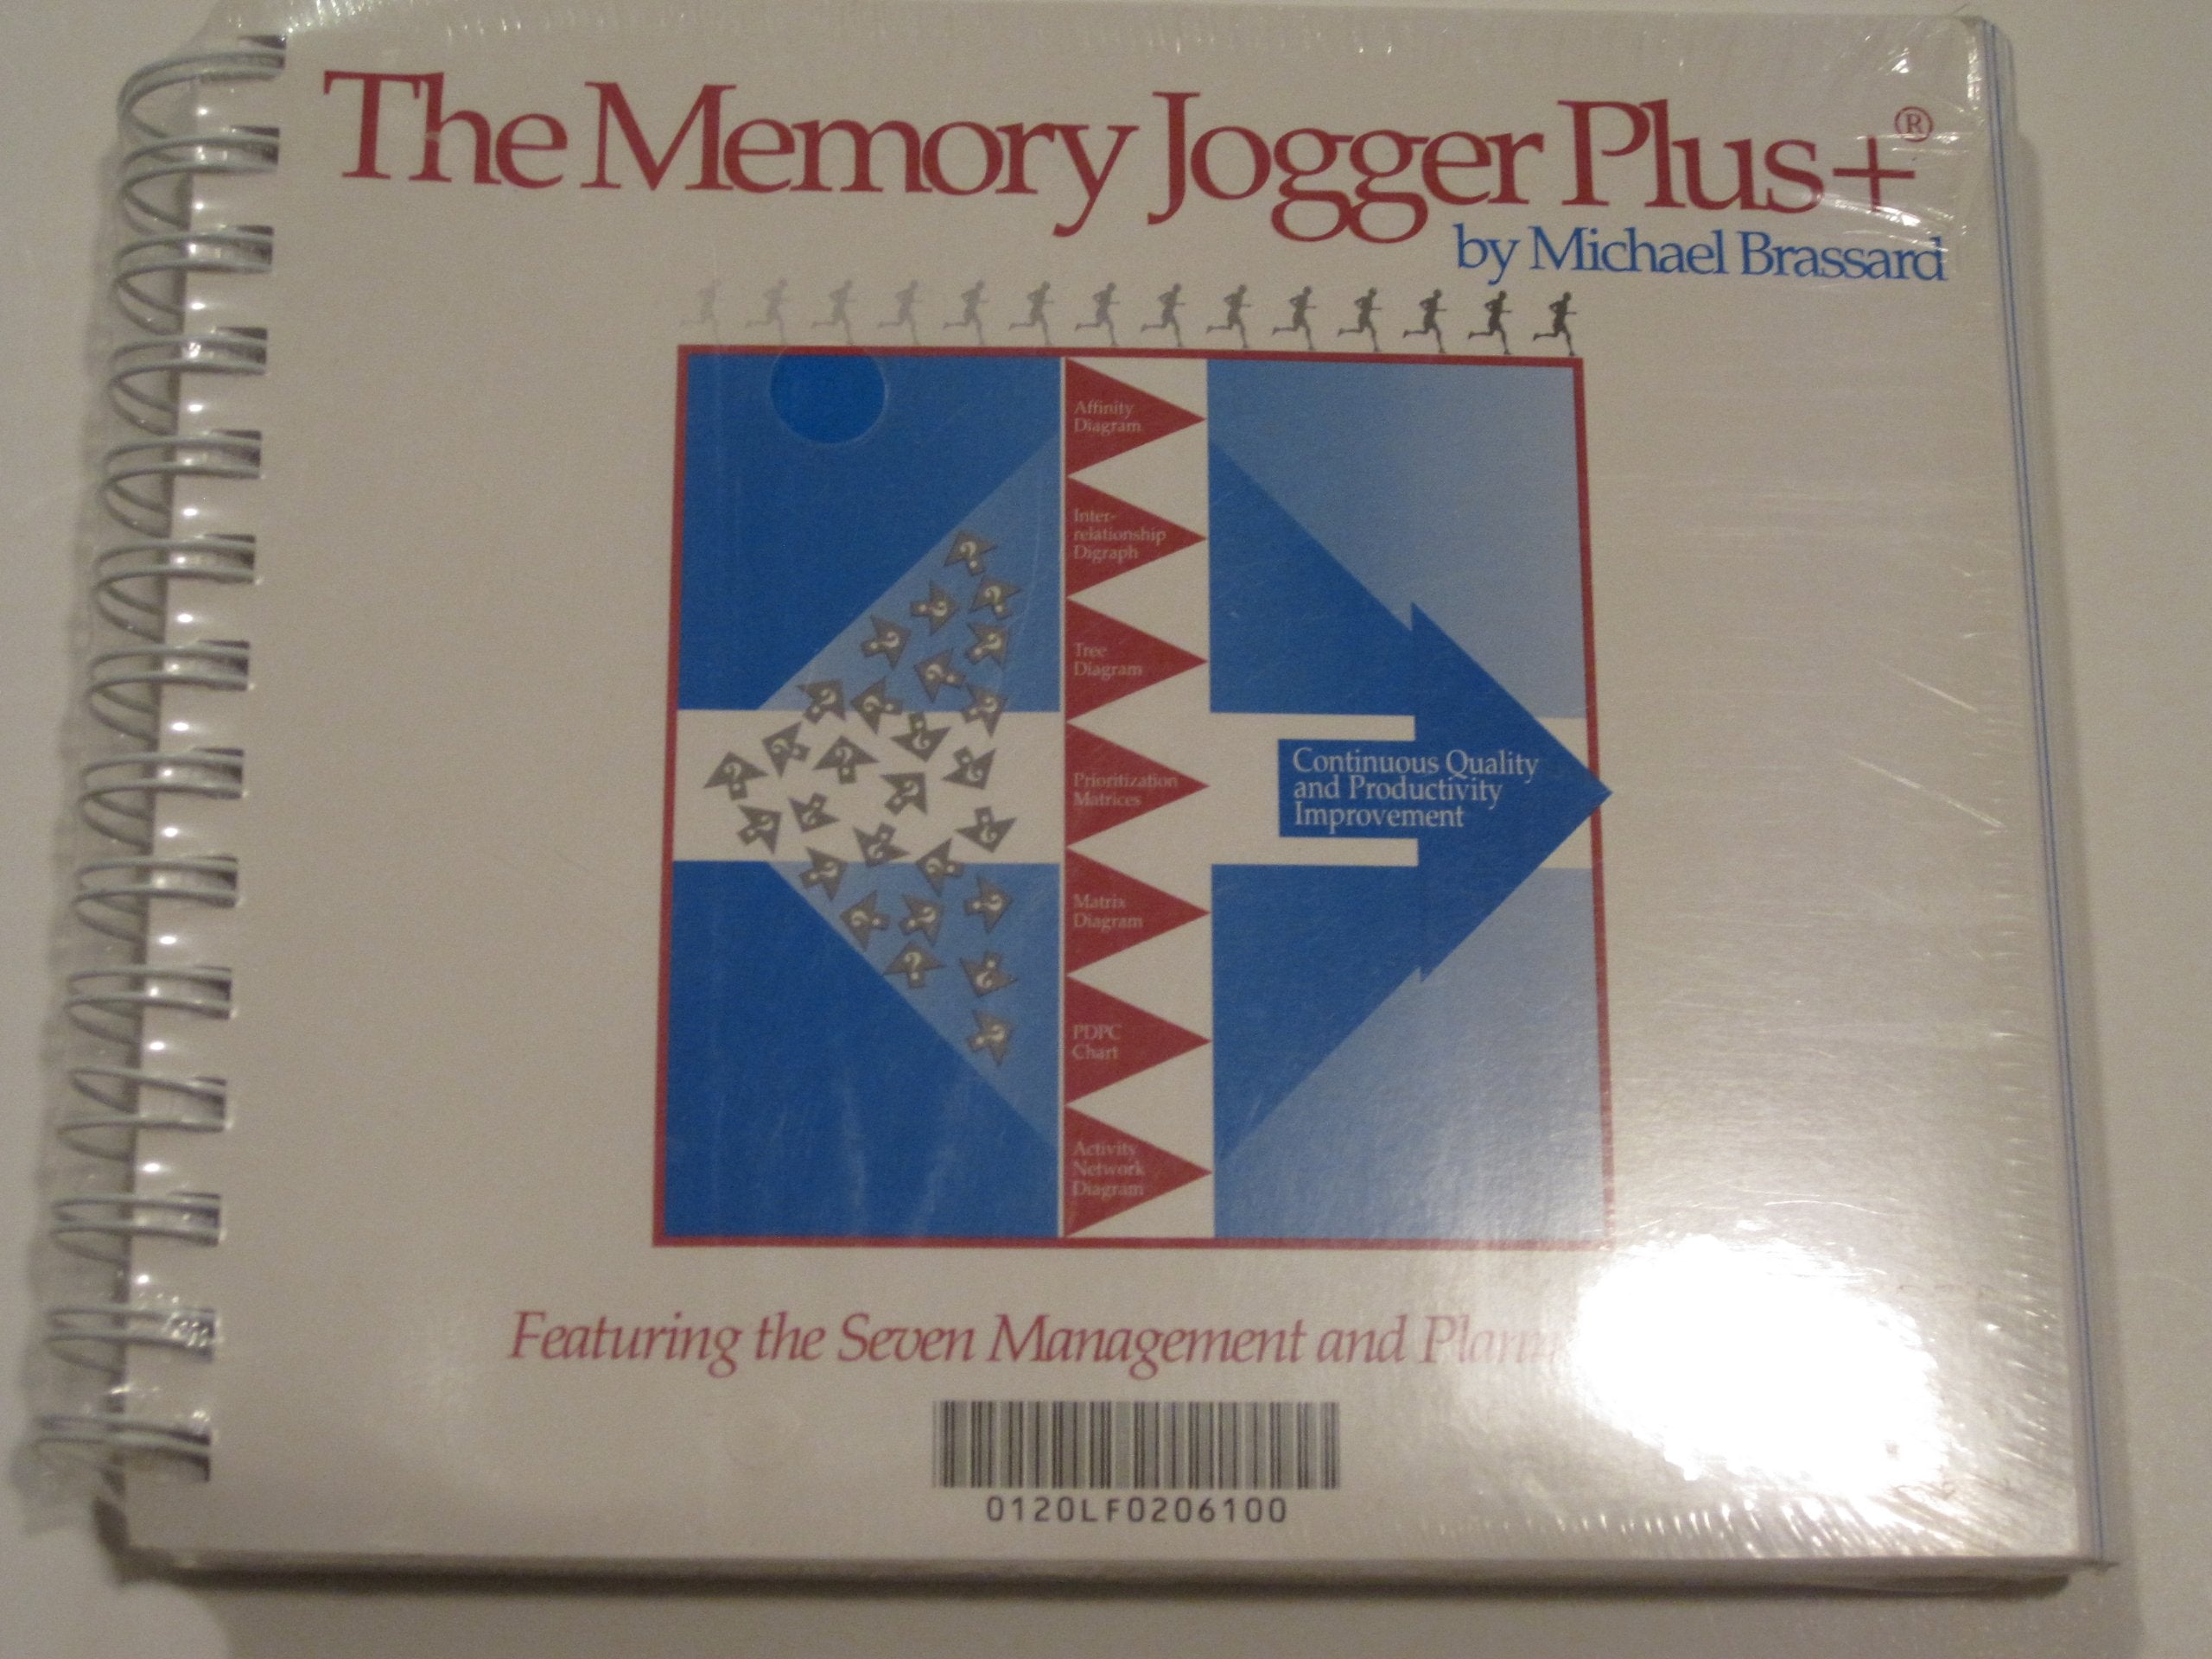 The Memory Jogger Plus+®
by Michael Brassard
Affinity
Diagram
Inter-
relationship
Digraph
Tree
Diagram
Prioritization
Matrices
Matrix
Diagram
PDPC
Chart
Activity
Network
Diagram
Continuous Quality
and Productivity
Improvement
Featuring the Seven Management and
0120LF0206100